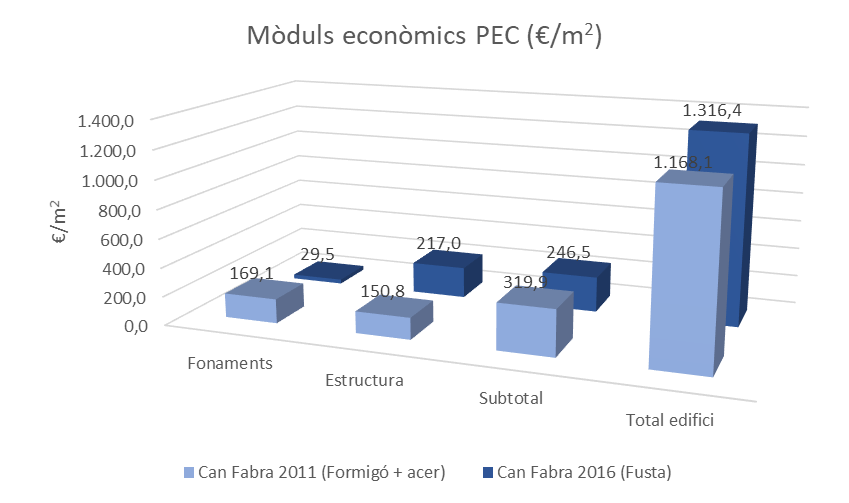 Mòduls econòmics PEC (€/m²)
€/m²
1.400,0
1.200,0
1.000,0
800,0
600,0
400,0
200,0
0,0
169,1
29,5
150,8
217,0
319,9
246,5
1.168,1
1.316,4
Fonaments
Estructura
Subtotal
Total edifici
Can Fabra 2011 (Formigó + acer)
Can Fabra 2016 (Fusta)